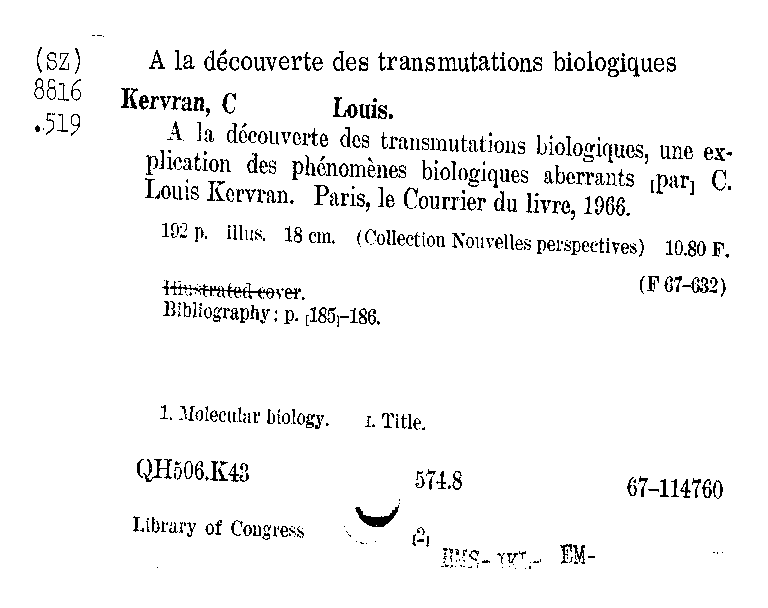 (SZ)
8816
.519
A la découverte des transmutations biologiques
Kervran, C Louis.
A la découverte des transmutations biologiques, une ex-
plication des phénomènes biologiques aberrants [par] C.
Louis Kervran. Paris, le Courrier du livre, 1966.
192 p. illus. 18 cm. (Collection Nouvelles perspectives) 10.80 F.
(F 67–632)
Illustrated cover.
Bibliography: p. [185]–186.
1. Molecular biology. I. Title.
QH506.K43 574.8 67–114760
Library of Congress [2]
EM-